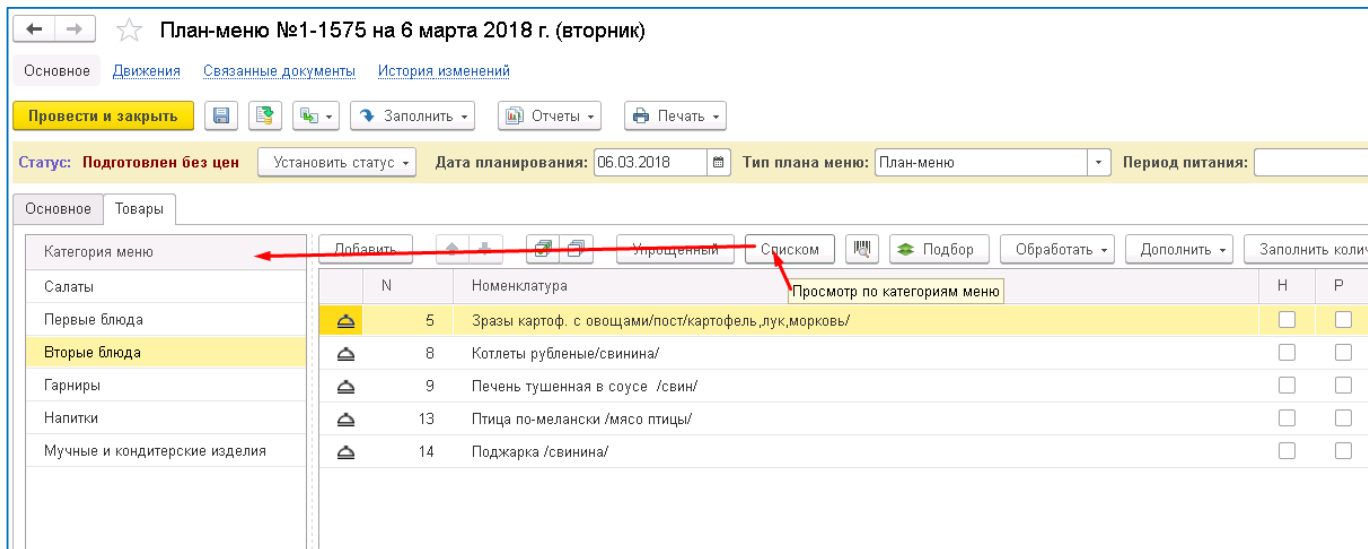 План-меню №1-1575 на 6 марта 2018 г. (вторник)
Основное Движения Связанные документы История изменений
Провести и закрыть Заполнить Отчеты Печать
Статус: Подготовлен без цен Установить статус Дата планирования: 06.03.2018 Тип плана меню: План-меню Период питания:
Основное Товары
Категория меню Добавить Упрощенный Списком Подбор Обработать Дополнить Заполнить колич
Салаты N Номенклатура Просмотр по категориям меню Н Р
Первые блюда 5 Зразы картоф. с овощами/пост/картофель,лук,морковь/
Вторые блюда 8 Котлеты рубленые/свинина/
Гарниры 9 Печень тушенная в соусе /свин/
Напитки 13 Птица по-мелански /мясо птицы/
Мучные и кондитерские изделия 14 Поджарка /свинина/